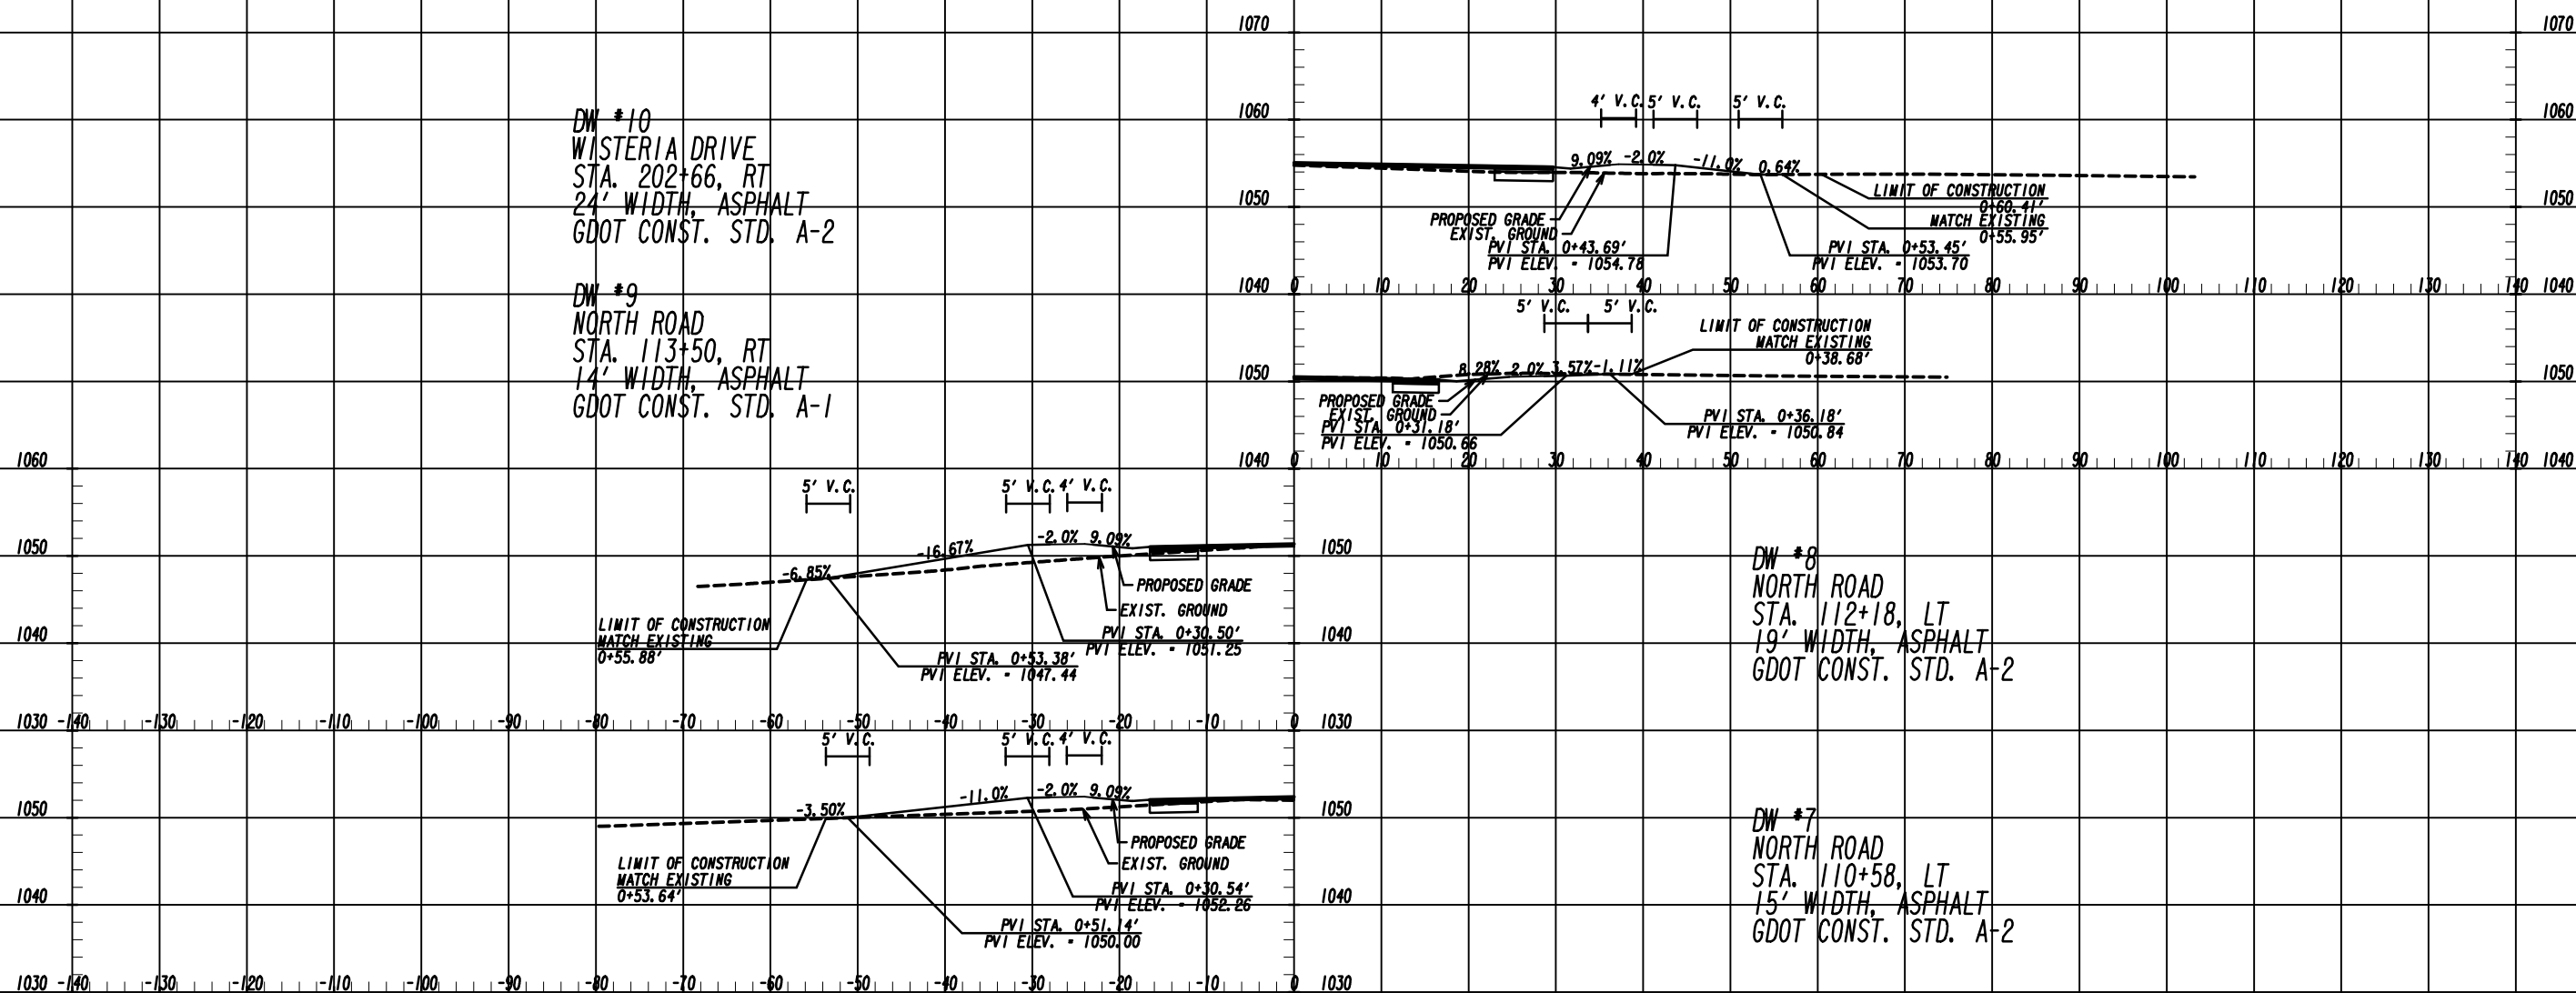 1070 1070
DW #10
WISTERIA DRIVE
STA. 202+66, RT
24' WIDTH, ASPHALT
GDOT CONST. STD. A-2
1060 4' V.C. 5' V.C. 5' V.C. 1060
9.09% -2.0% -11.0% 0.64%
LIMIT OF CONSTRUCTION
0+60.41'
MATCH EXISTING
0+55.95'
1050 1050
PROPOSED GRADE
EXIST. GROUND
PVI STA. 0+43.69'
PVI ELEV. = 1054.78
PVI STA. 0+53.45'
PVI ELEV. = 1053.70
1040 0 10 20 30 40 50 60 70 80 90 100 110 120 130 140 1040
DW #9
NORTH ROAD
STA. 113+50, RT
14' WIDTH, ASPHALT
GDOT CONST. STD. A-1
5' V.C. 5' V.C.
LIMIT OF CONSTRUCTION
MATCH EXISTING
0+38.68'
1050 8.28% 2.0% 3.57% -1.11% 1050
PROPOSED GRADE
EXIST. GROUND
PVI STA. 0+31.18'
PVI ELEV. = 1050.66
PVI STA. 0+36.18'
PVI ELEV. = 1050.84
1060 1040 0 10 20 30 40 50 60 70 80 90 100 110 120 130 140 1040
5' V.C. 5' V.C. 4' V.C.
1050 -6.85% -16.67% -2.0% 9.09% 1050
PROPOSED GRADE
EXIST. GROUND
LIMIT OF CONSTRUCTION
MATCH EXISTING
0+55.88'
PVI STA. 0+30.50'
PVI ELEV. = 1051.25
PVI STA. 0+53.38'
PVI ELEV. = 1047.44
1040 1040
DW #8
NORTH ROAD
STA. 112+18, LT
19' WIDTH, ASPHALT
GDOT CONST. STD. A-2
1030 -140 -130 -120 -110 -100 -90 -80 -70 -60 -50 -40 -30 -20 -10 0 1030
5' V.C. 5' V.C. 4' V.C.
1050 -3.50% -11.0% -2.0% 9.09% 1050
PROPOSED GRADE
EXIST. GROUND
LIMIT OF CONSTRUCTION
MATCH EXISTING
0+53.64'
PVI STA. 0+30.54'
PVI ELEV. = 1052.26
PVI STA. 0+51.14'
PVI ELEV. = 1050.00
1040 1040
DW #7
NORTH ROAD
STA. 110+58, LT
15' WIDTH, ASPHALT
GDOT CONST. STD. A-2
1030 -140 -130 -120 -110 -100 -90 -80 -70 -60 -50 -40 -30 -20 -10 0 1030